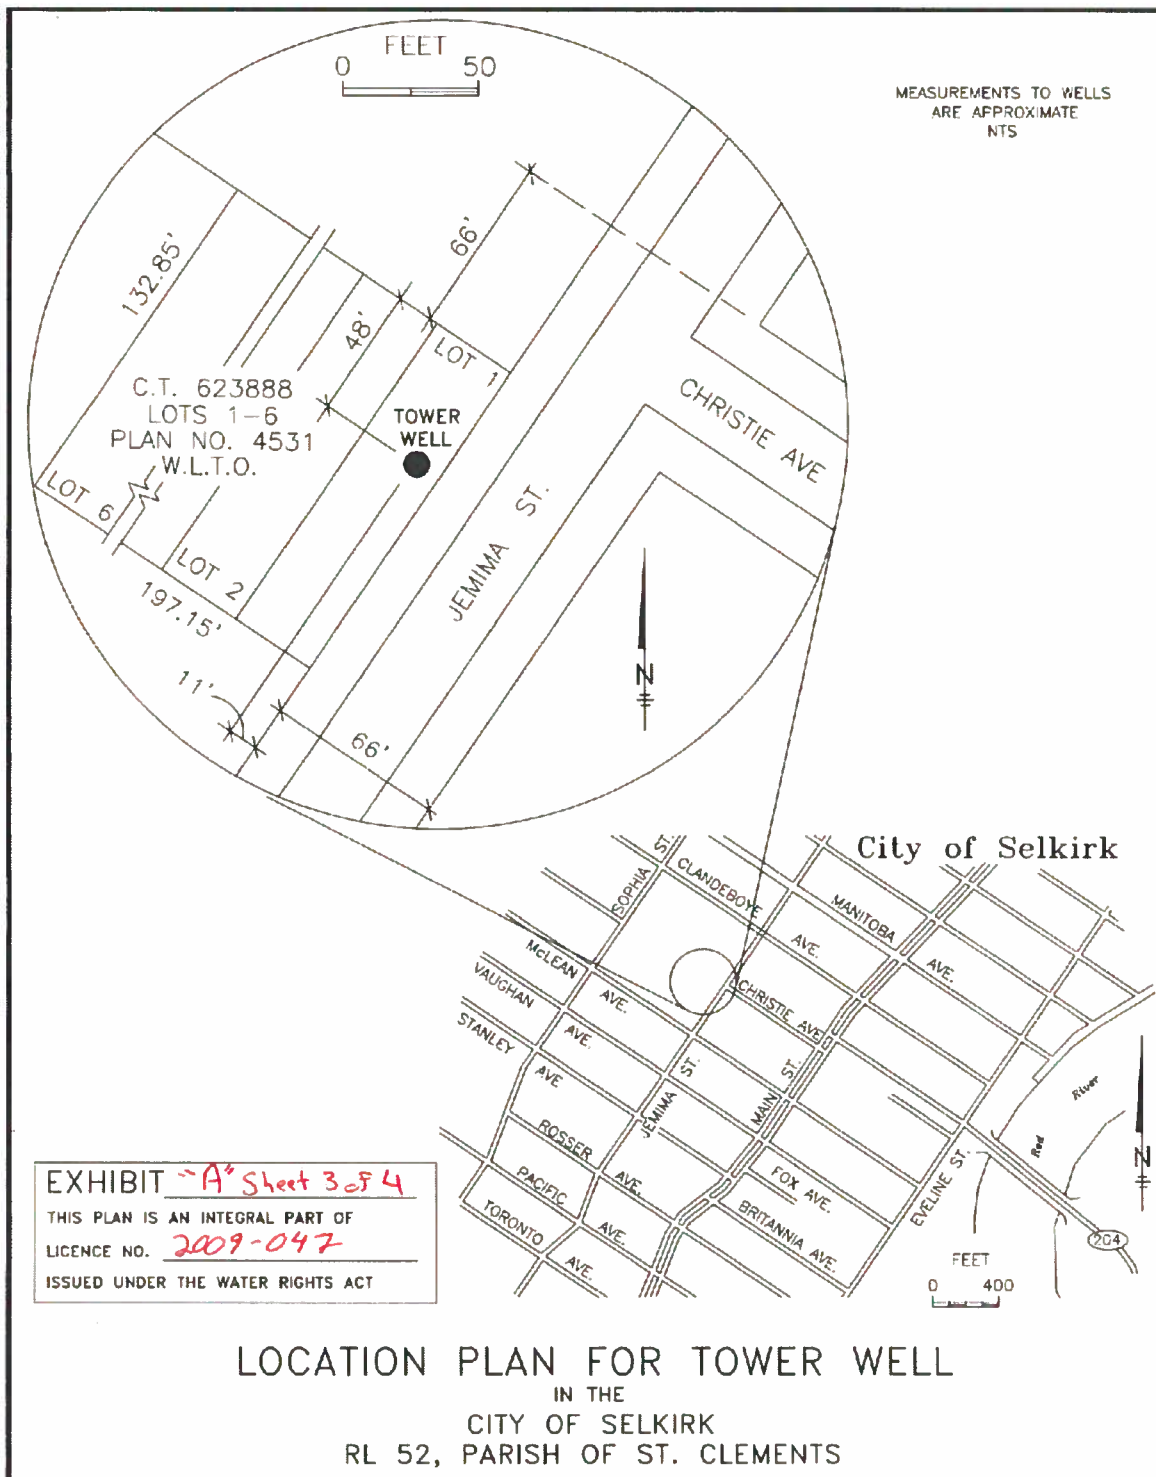 FEET
0 50
MEASUREMENTS TO WELLS
ARE APPROXIMATE
NTS
132.85'
66'
48'
LOT 1
C.T. 623888
LOTS 1-6
PLAN NO. 4531
W.L.T.O.
TOWER
WELL
CHRISTIE AVE
JEMIMA ST.
LOT 6
LOT 2
197.15'
11'
66'
N
City of Selkirk
SOPHIA ST.
CLANDEBOYE AVE.
MANITOBA AVE.
McLEAN AVE.
VAUGHAN AVE.
STANLEY AVE
CHRISTIE AVE
JEMIMA ST.
MAIN ST.
ROSSER AVE.
PACIFIC AVE.
TORONTO AVE.
FOX AVE.
BRITANNIA AVE.
EVELINE ST.
Red River
N
204
FEET
0 400
EXHIBIT "A" Sheet 3 of 4
THIS PLAN IS AN INTEGRAL PART OF
LICENCE NO. 2009-047
ISSUED UNDER THE WATER RIGHTS ACT
LOCATION PLAN FOR TOWER WELL
IN THE
CITY OF SELKIRK
RL 52, PARISH OF ST. CLEMENTS